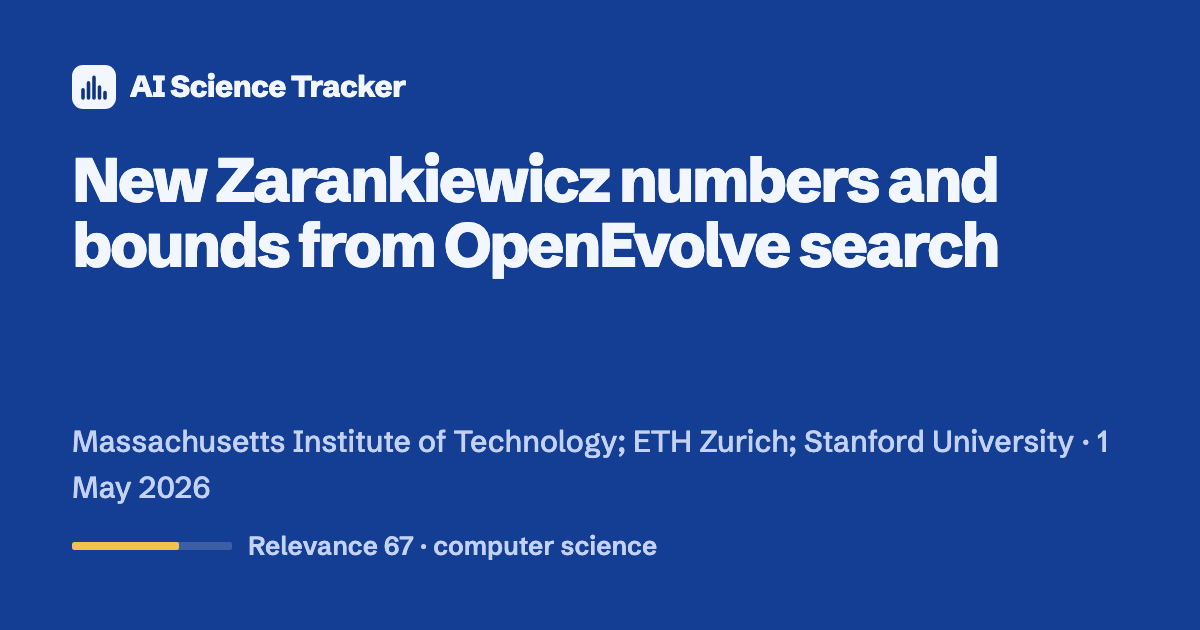 AI Science Tracker
New Zarankiewicz numbers and
bounds from OpenEvolve search
Massachusetts Institute of Technology; ETH Zurich; Stanford University · 1
May 2026
Relevance 67 · computer science